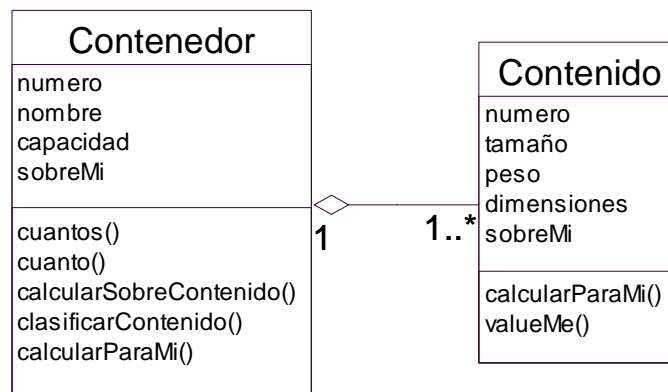 Contenedor
numero
nombre
capacidad
sobreMi
cuantos()
cuanto()
calcularSobreContenido()
clasificarContenido()
calcularParaMi()
1
1..*
Contenido
numero
tamaño
peso
dimensiones
sobreMi
calcularParaMi()
valueMe()